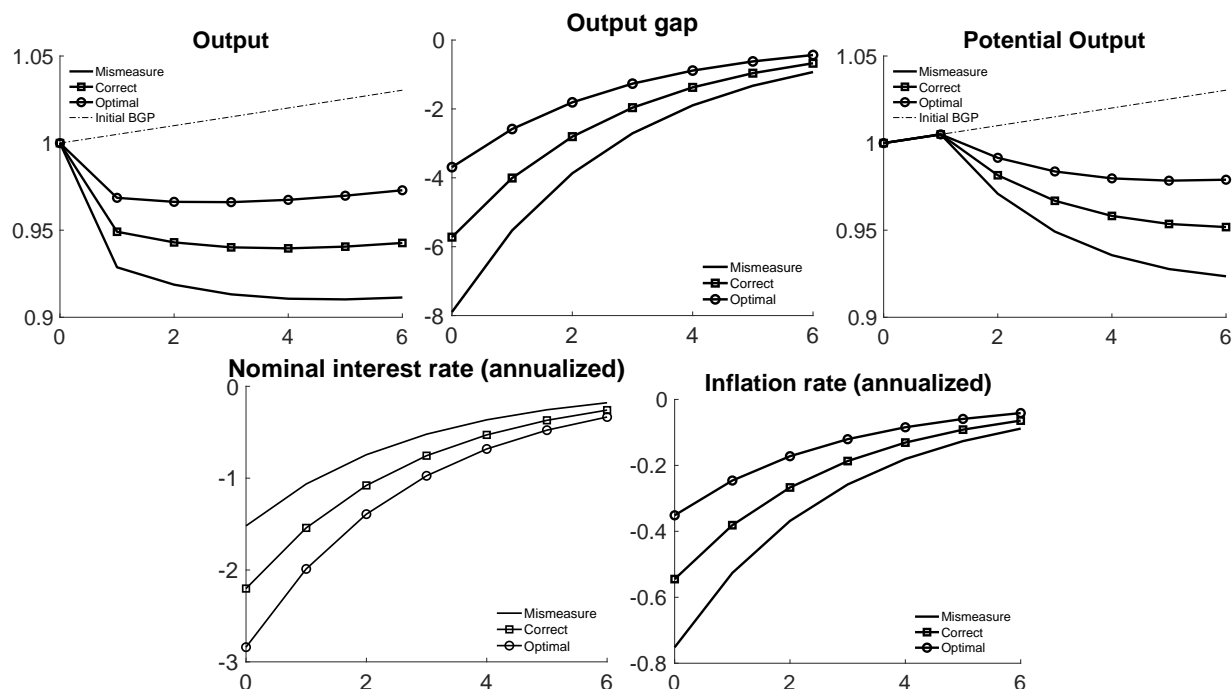 Output
1.05
1
0.95
0.9
0
2
4
6
Mismeasure
Correct
Optimal
Initial BGP
Output gap
0
-2
-4
-6
-8
0
2
4
6
Mismeasure
Correct
Optimal
Potential Output
1.05
1
0.95
0.9
0
2
4
6
Mismeasure
Correct
Optimal
Initial BGP
Nominal interest rate (annualized)
0
-1
-2
-3
0
2
4
6
Mismeasure
Correct
Optimal
Inflation rate (annualized)
0
-0.2
-0.4
-0.6
-0.8
0
2
4
6
Mismeasure
Correct
Optimal